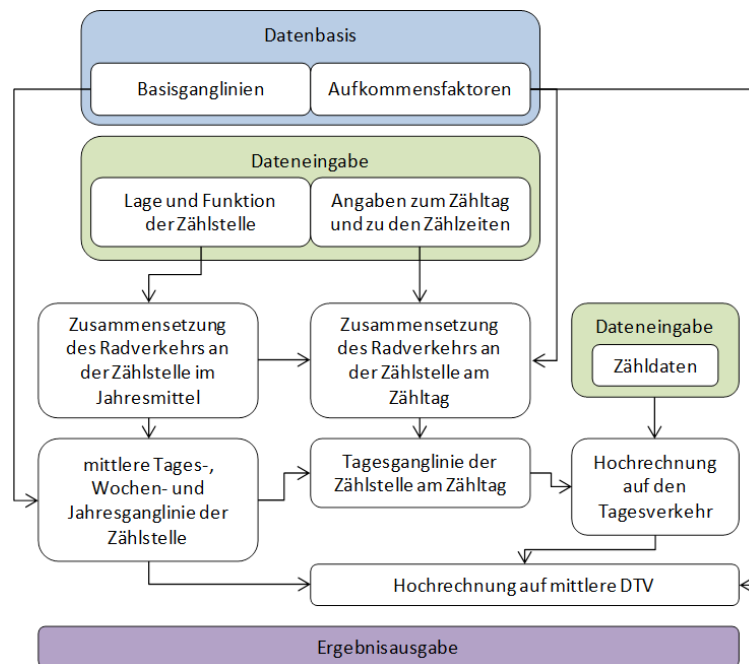 Datenbasis
Basisganglinien
Aufkommensfaktoren
Dateneingabe
Lage und Funktion
der Zählstelle
Angaben zum Zähltag
und zu den Zählzeiten
Zusammensetzung
des Radverkehrs an
der Zählstelle im
Jahresmittel
Zusammensetzung
des Radverkehrs an
der Zählstelle am
Zähltag
Dateneingabe
Zähldaten
mittlere Tages-,
Wochen- und
Jahresganglinie der
Zählstelle
Tagesganglinie der
Zählstelle am Zähltag
Hochrechnung
auf den
Tagesverkehr
Hochrechnung auf mittlere DTV
Ergebnisausgabe